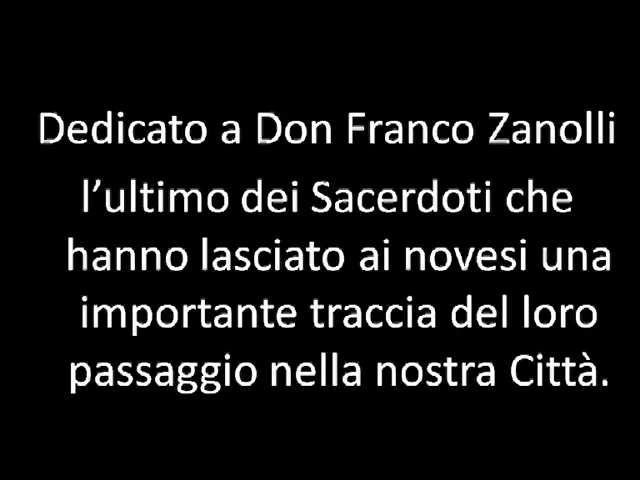 Dedicato a Don Franco Zanolli
l’ultimo dei Sacerdoti che
hanno lasciato ai novesi una
importante traccia del loro
passaggio nella nostra Città.